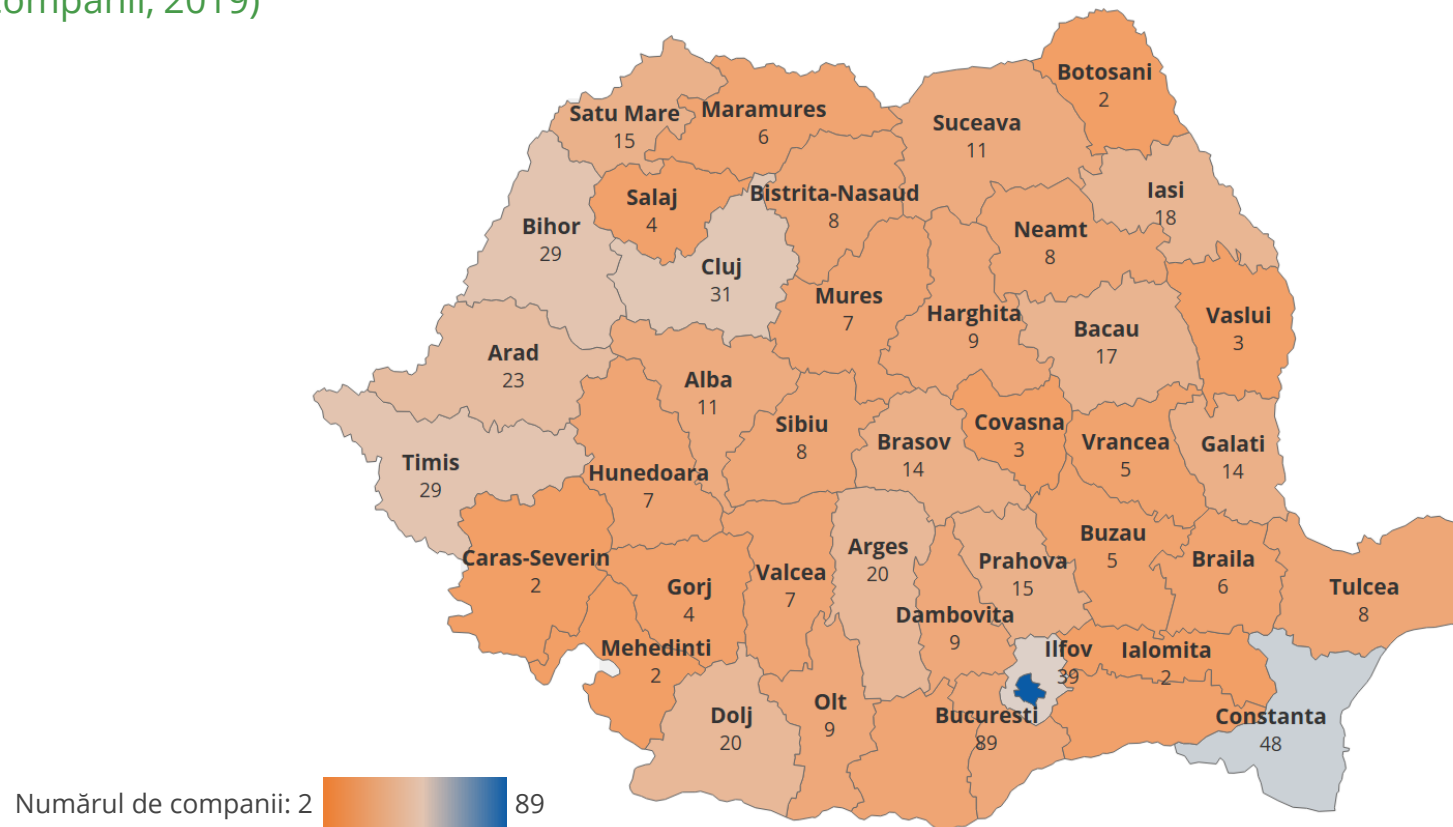 companii, 2019)
Botosani
2
Satu Mare
15
Maramures
6
Suceava
11
Salaj
4
Bistrita-Nasaud
8
Iasi
18
Bihor
29
Neamt
8
Cluj
31
Mures
7
Harghita
9
Vaslui
3
Bacau
17
Arad
23
Alba
11
Sibiu
8
Covasna
3
Brasov
14
Vrancea
5
Galati
14
Timis
29
Hunedoara
7
Buzau
5
Arges
20
Caras-Severin
2
Braila
6
Prahova
15
Valcea
7
Gorj
4
Tulcea
8
Dambovita
9
Mehedinti
2
Ilfov
39
Ialomita
2
Olt
9
Dolj
20
Bucuresti
89
Constanta
48
Numărul de companii: 2
89